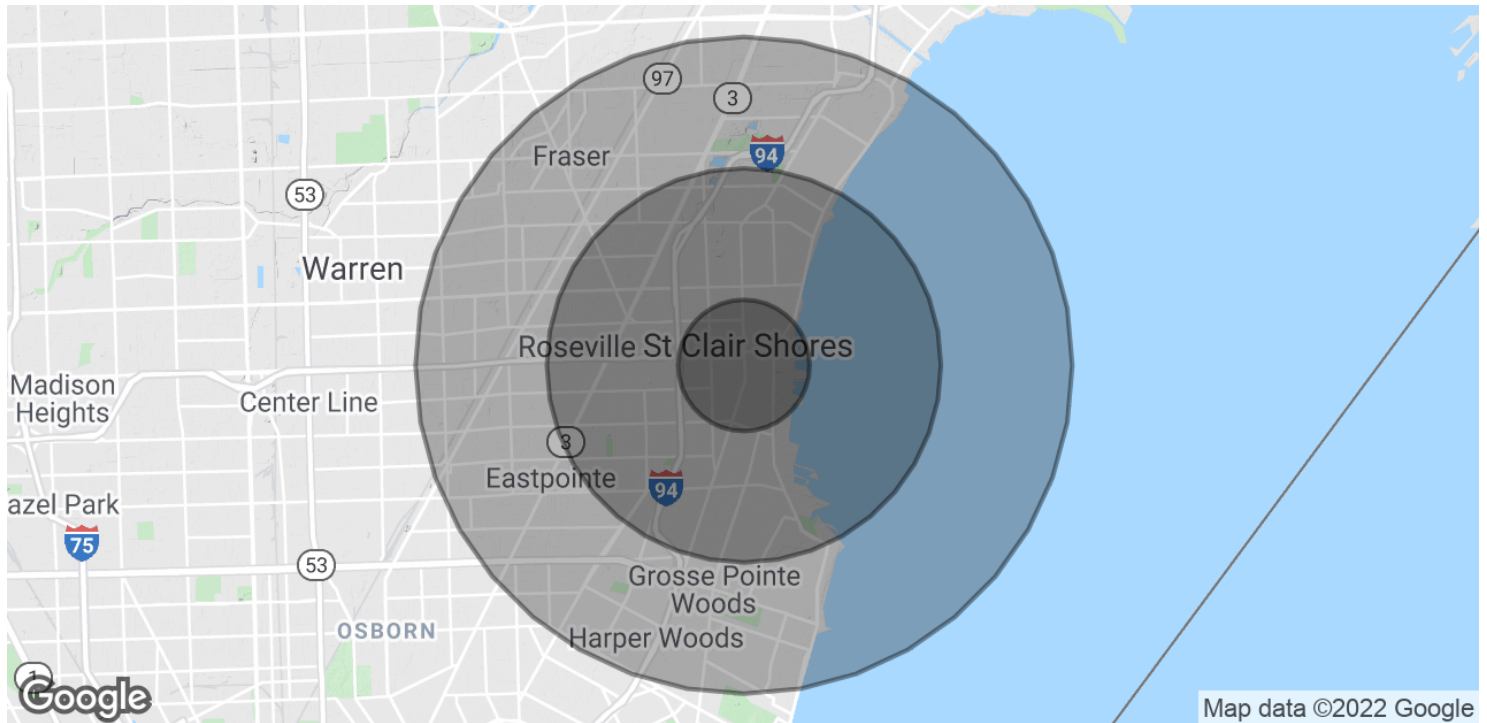 97
3
94
Fraser
53
Warren
Roseville
St Clair Shores
Madison
Heights
Center Line
3
Eastpointe
94
azel Park
75
53
Grosse Pointe
Woods
OSBORN
Harper Woods
1
Google
Map data ©2022 Google